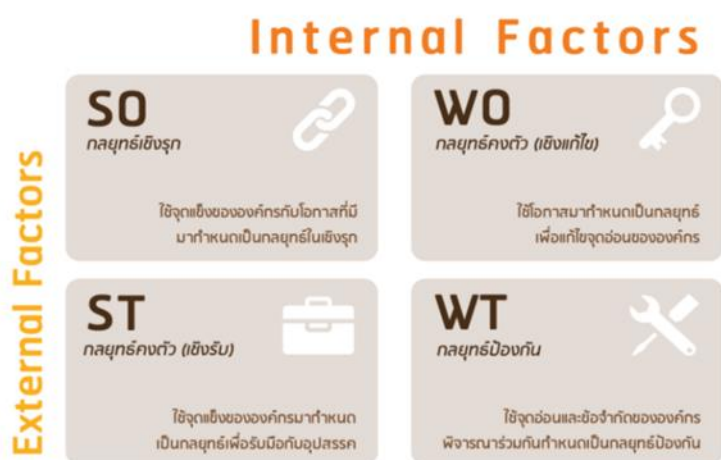 Internal Factors
External Factors
SO
กลยุทธ์เชิงรุก
ใช้จุดแข็งขององค์กรกับโอกาสที่มี
มากำหนดเป็นกลยุทธ์ในเชิงรุก
WO
กลยุทธ์คงตัว (เชิงแก้ไข)
ใช้โอกาสมากำหนดเป็นกลยุทธ์
เพื่อแก้ไขจุดอ่อนขององค์กร
ST
กลยุทธ์คงตัว (เชิงรับ)
ใช้จุดแข็งขององค์กรมากำหนด
เป็นกลยุทธ์เพื่อรับมือกับอุปสรรค
WT
กลยุทธ์ป้องกัน
ใช้จุดอ่อนและข้อจำกัดขององค์กร
พิจารณาร่วมกันกำหนดเป็นกลยุทธ์ป้องกัน